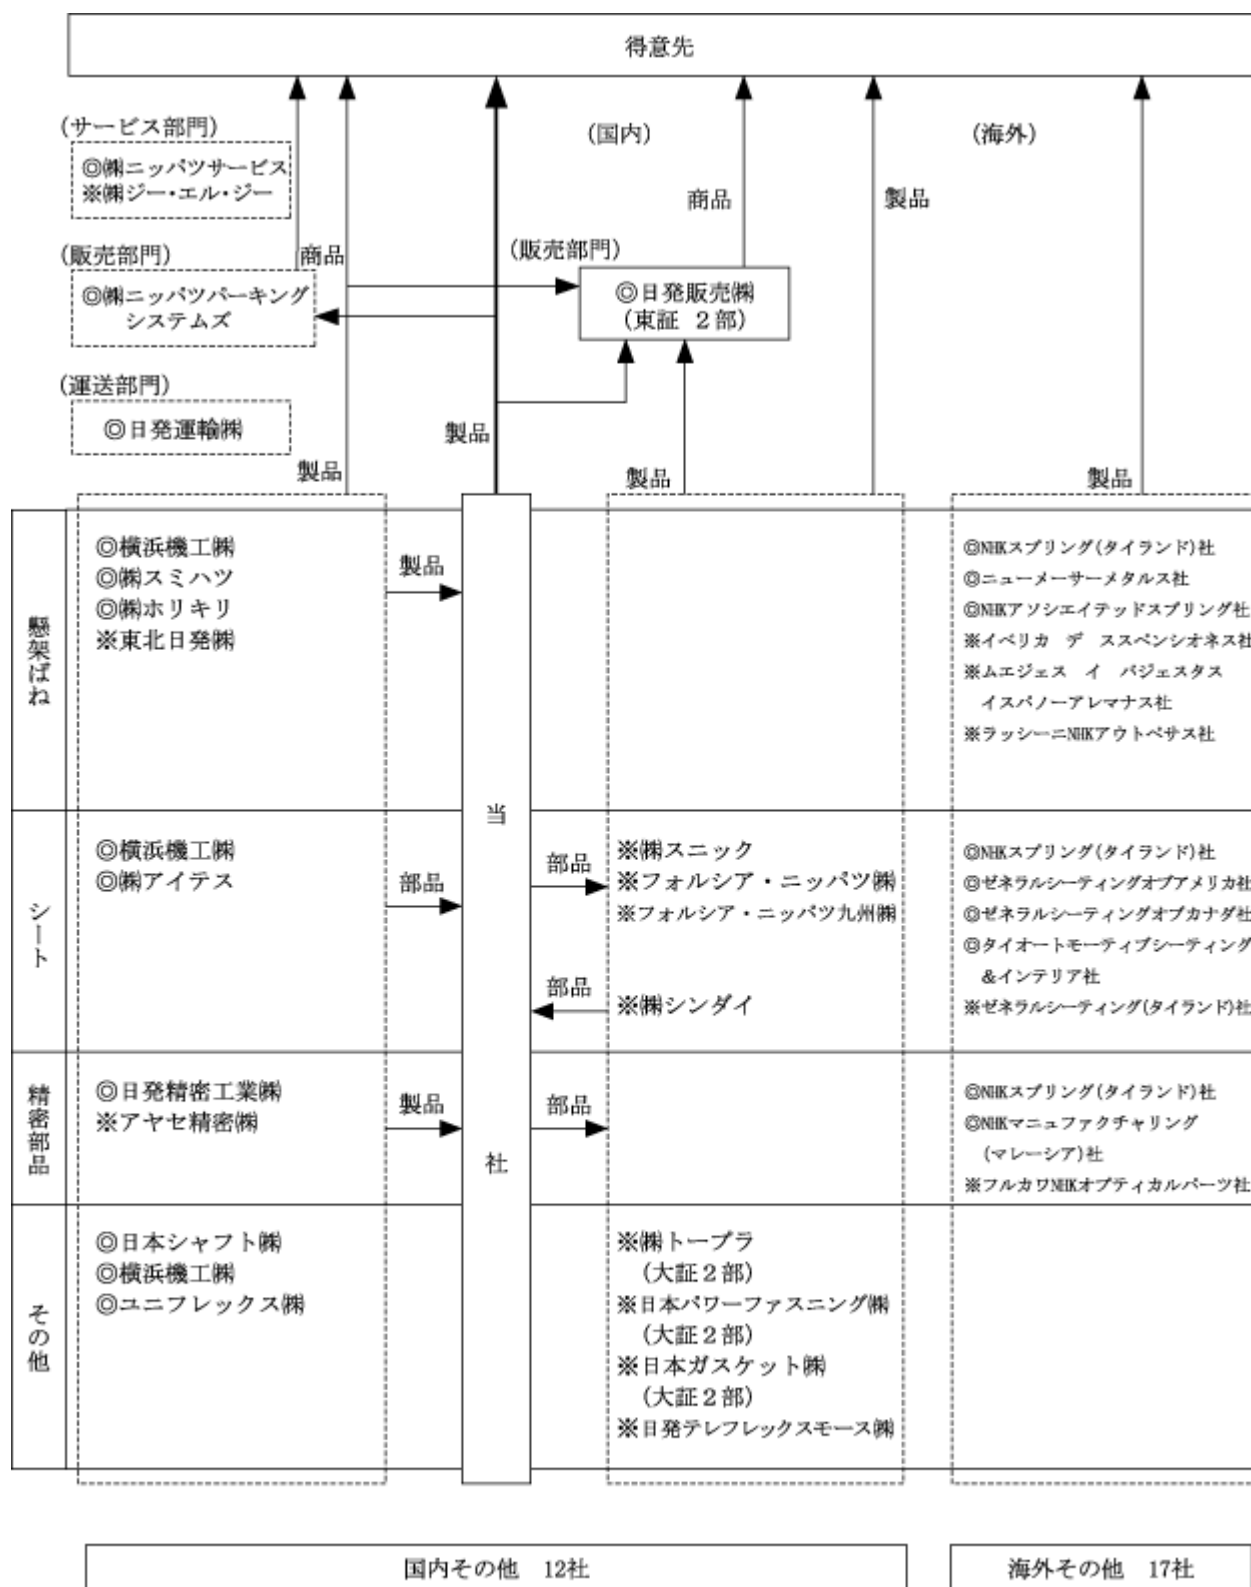 得意先
(サービス部門)
◎㈱ニッパツサービス
※㈱ジー・エル・ジー
(国内)
(海外)
商品
製品
(販売部門)
商品
(販売部門)
◎㈱ニッパツパーキング
システムズ
◎日発販売㈱
(東証 2部)
(運送部門)
◎日発運輸㈱
製品
製品
製品
製品
懸架ばね
◎横浜機工㈱
◎㈱スミハツ
◎㈱ホリキリ
※東北日発㈱
製品
◎NHKスプリング(タイランド)社
◎ニューメーサーメタルス社
◎NHKアソシエイテッドスプリング社
※イベリカ デ ススペンシオネス社
※ムエジェス イ バジェスタス
イスパノーアレマナス社
※ラッシーニNHKアウトペサス社
当社
シート
◎横浜機工㈱
◎㈱アイテス
部品
部品
※㈱スニック
※フォルシア・ニッパツ㈱
※フォルシア・ニッパツ九州㈱
部品
※㈱シンダイ
◎NHKスプリング(タイランド)社
◎ゼネラルシーティングオブアメリカ社
◎ゼネラルシーティングオブカナダ社
◎タイオートモーティブシーティング
&インテリア社
※ゼネラルシーティング(タイランド)社
精密部品
◎日発精密工業㈱
※アヤセ精密㈱
製品
部品
◎NHKスプリング(タイランド)社
◎NHKマニュファクチャリング
(マレーシア)社
※フルカワNHKオプティカルパーツ社
その他
◎日本シャフト㈱
◎横浜機工㈱
◎ユニフレックス㈱
※㈱トープラ
(大証2部)
※日本パワーファスニング㈱
(大証2部)
※日本ガスケット㈱
(大証2部)
※日発テレフレックスモース㈱
国内その他 12社
海外その他 17社